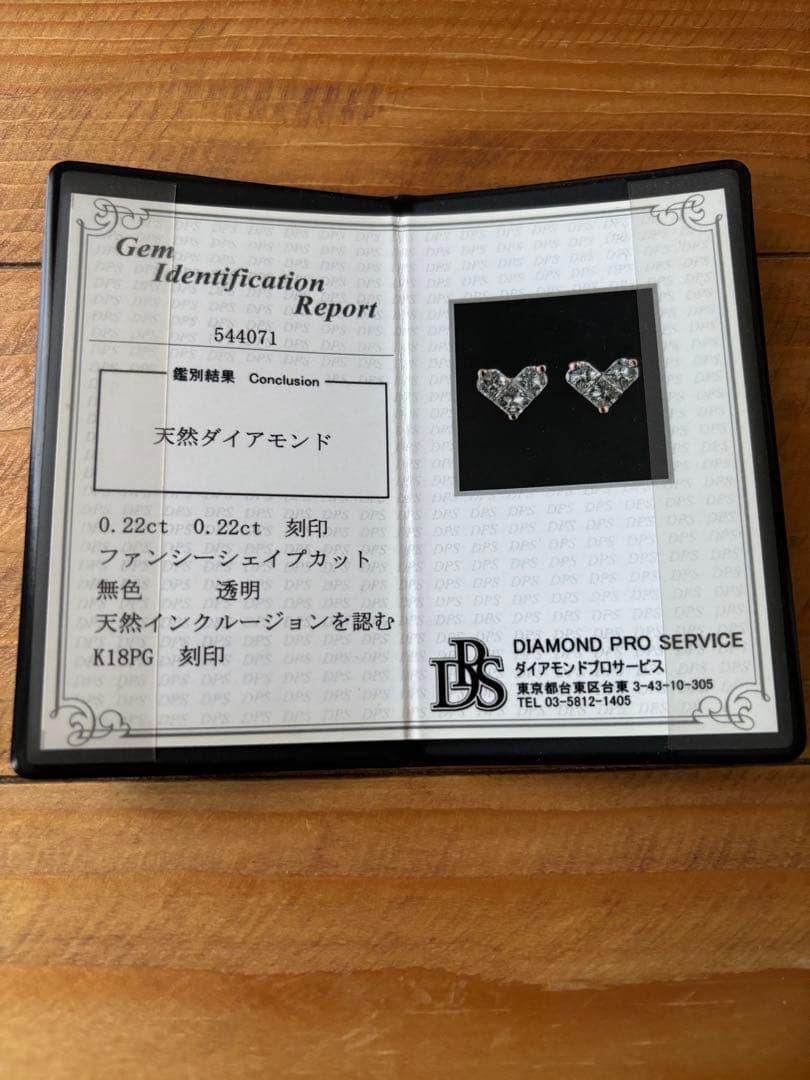 Gem
Identification
Report
544071
鑑別結果 Conclusion
天然ダイアモンド
0.22ct 0.22ct 刻印
ファンシーシェイプカット
無色 透明
天然インクルージョンを認む
K18PG 刻印
DPS
DIAMOND PRO SERVICE
ダイアモンドプロサービス
東京都台東区台東 3-43-10-305
TEL 03-5812-1405